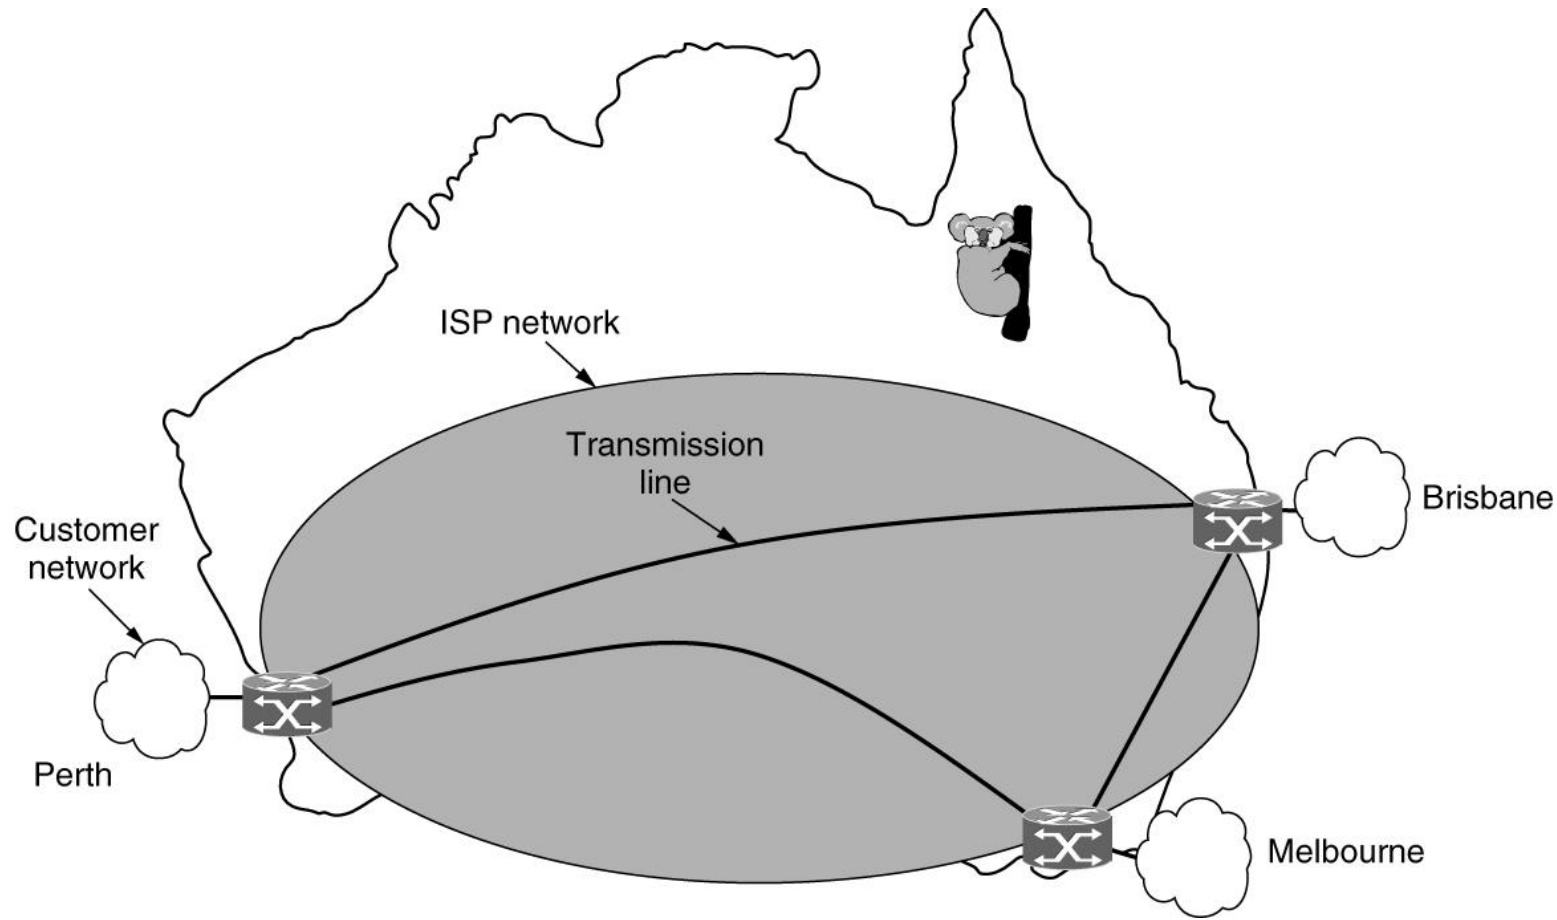 ISP network
Transmission
line
Brisbane
Customer
network
Perth
Melbourne